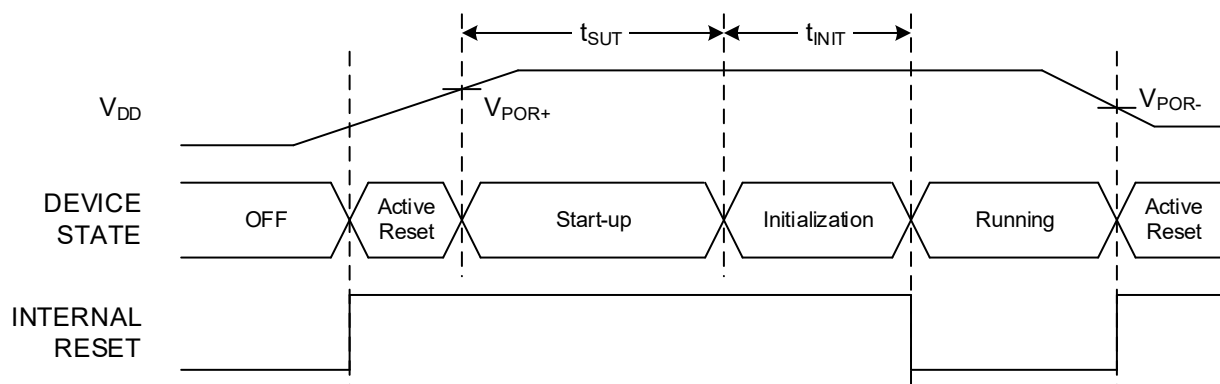 tSUT
tINIT
VDD
VPOR+
VPOR-
DEVICE
STATE
OFF
Active
Reset
Start-up
Initialization
Running
Active
Reset
INTERNAL
RESET